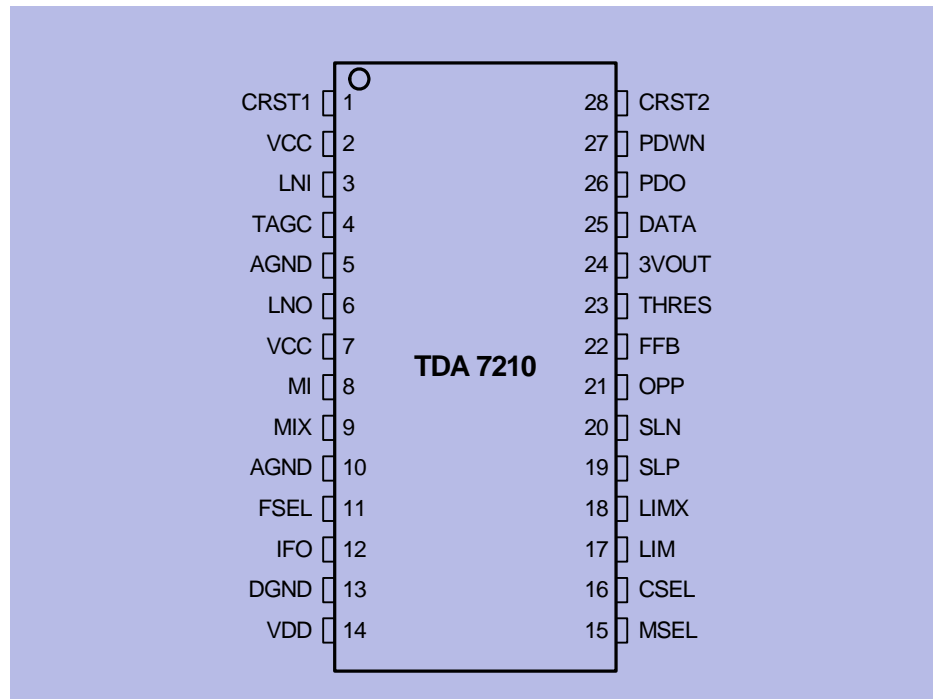 CRST1 1 28 CRST2
VCC 2 27 PDWN
LNI 3 26 PDO
TAGC 4 25 DATA
AGND 5 24 3VOUT
LNO 6 23 THRES
VCC 7 22 FFB
TDA 7210
MI 8 21 OPP
MIX 9 20 SLN
AGND 10 19 SLP
FSEL 11 18 LIMX
IFO 12 17 LIM
DGND 13 16 CSEL
VDD 14 15 MSEL